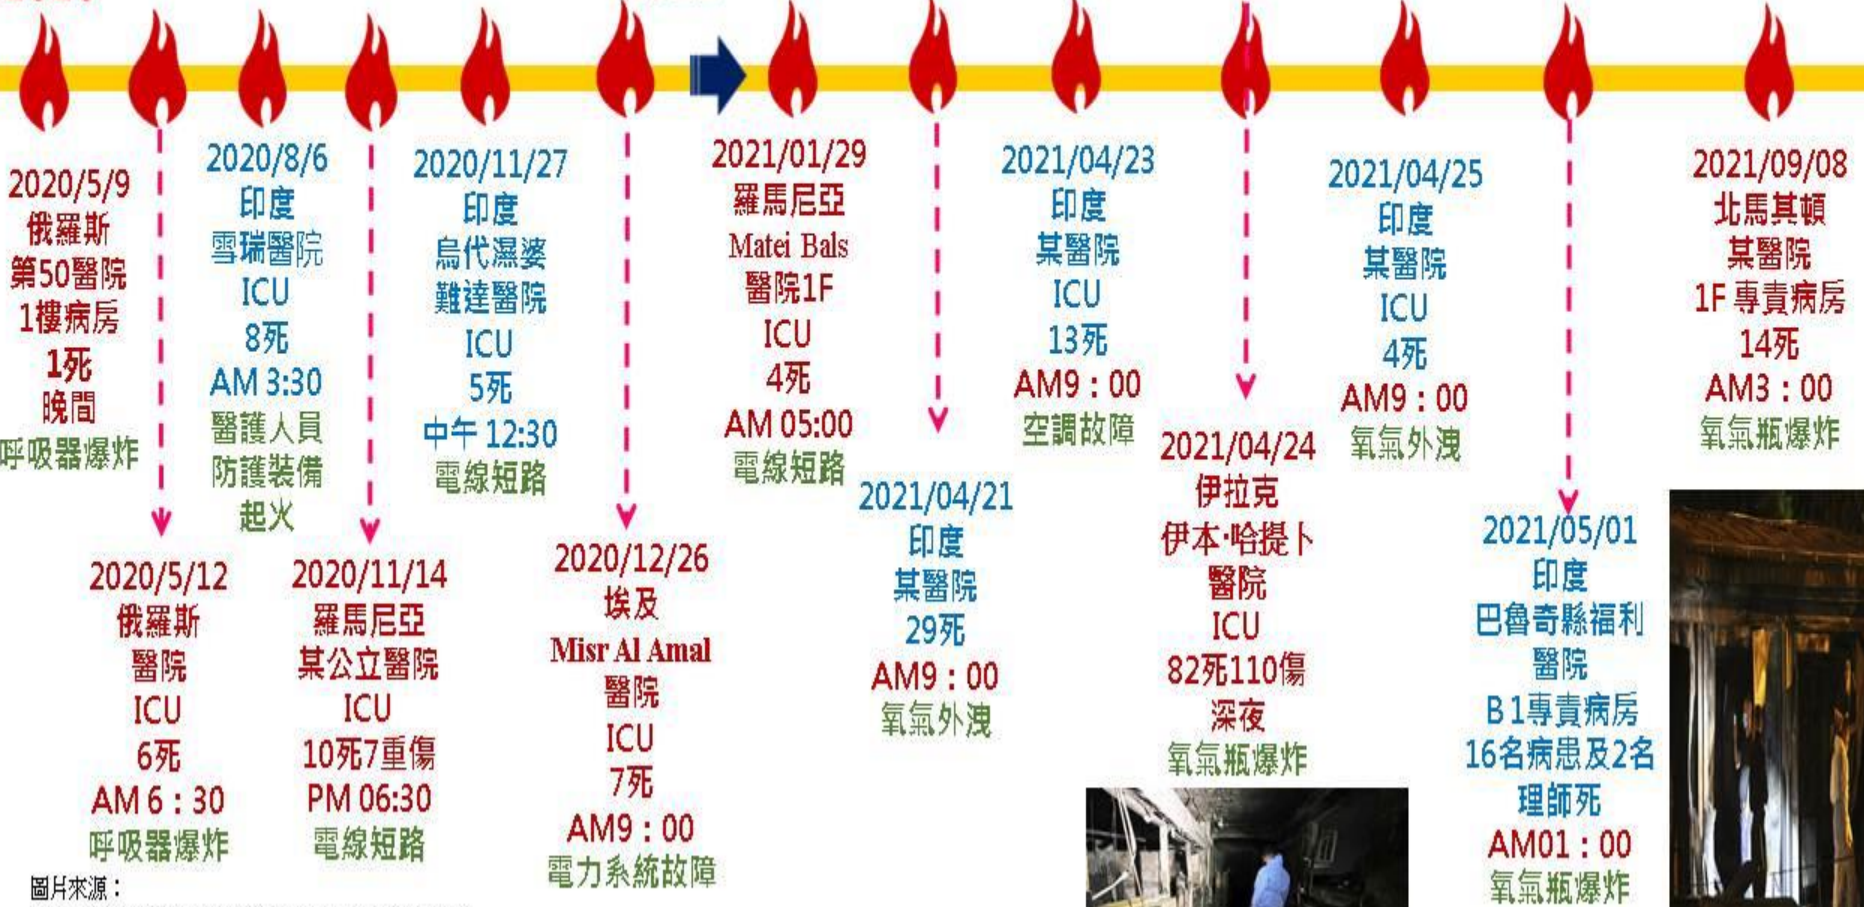 2020/5/9
俄羅斯
第50醫院
1樓病房
1死
晚間
呼吸器爆炸
2020/5/12
俄羅斯
醫院
ICU
6死
AM 6：30
呼吸器爆炸
2020/8/6
印度
雪瑞醫院
ICU
8死
AM 3:30
醫護人員
防護裝備
起火
2020/11/14
羅馬尼亞
某公立醫院
ICU
10死7重傷
PM 06:30
電線短路
2020/11/27
印度
烏代濕婆
難達醫院
ICU
5死
中午 12:30
電線短路
2020/12/26
埃及
Misr Al Amal
醫院
ICU
7死
AM9：00
電力系統故障
2021/01/29
羅馬尼亞
Matei Bals
醫院1F
ICU
4死
AM 05:00
電線短路
2021/04/21
印度
某醫院
29死
AM9：00
氧氣外洩
2021/04/23
印度
某醫院
ICU
13死
AM9：00
空調故障
2021/04/24
伊拉克
伊本·哈提卜
醫院
ICU
82死110傷
深夜
氧氣瓶爆炸
2021/04/25
印度
某醫院
ICU
4死
AM9：00
氧氣外洩
2021/05/01
印度
巴魯奇縣福利
醫院
B1專責病房
16名病患及2名
理師死
AM01：00
氧氣瓶爆炸
2021/09/08
北馬其頓
某醫院
1F 專責病房
14死
AM3：00
氧氣瓶爆炸
圖片來源：